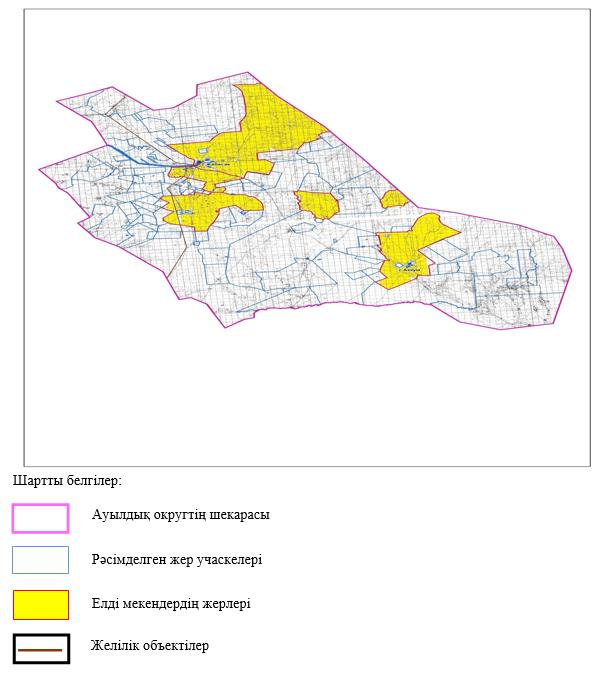 Шартты белгілер:
Ауылдық округтің шекарасы
Рәсімделген жер учаскелері
Елді мекендердің жерлері
Желілік объектілер